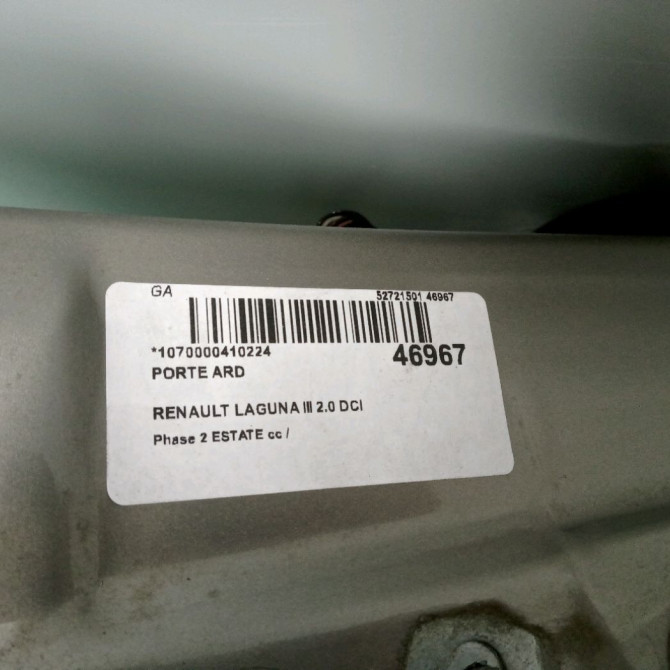 GA 52721501 46967
*1070000410224 46967
PORTE ARD
RENAULT LAGUNA III 2.0 DCI
Phase 2 ESTATE cc /